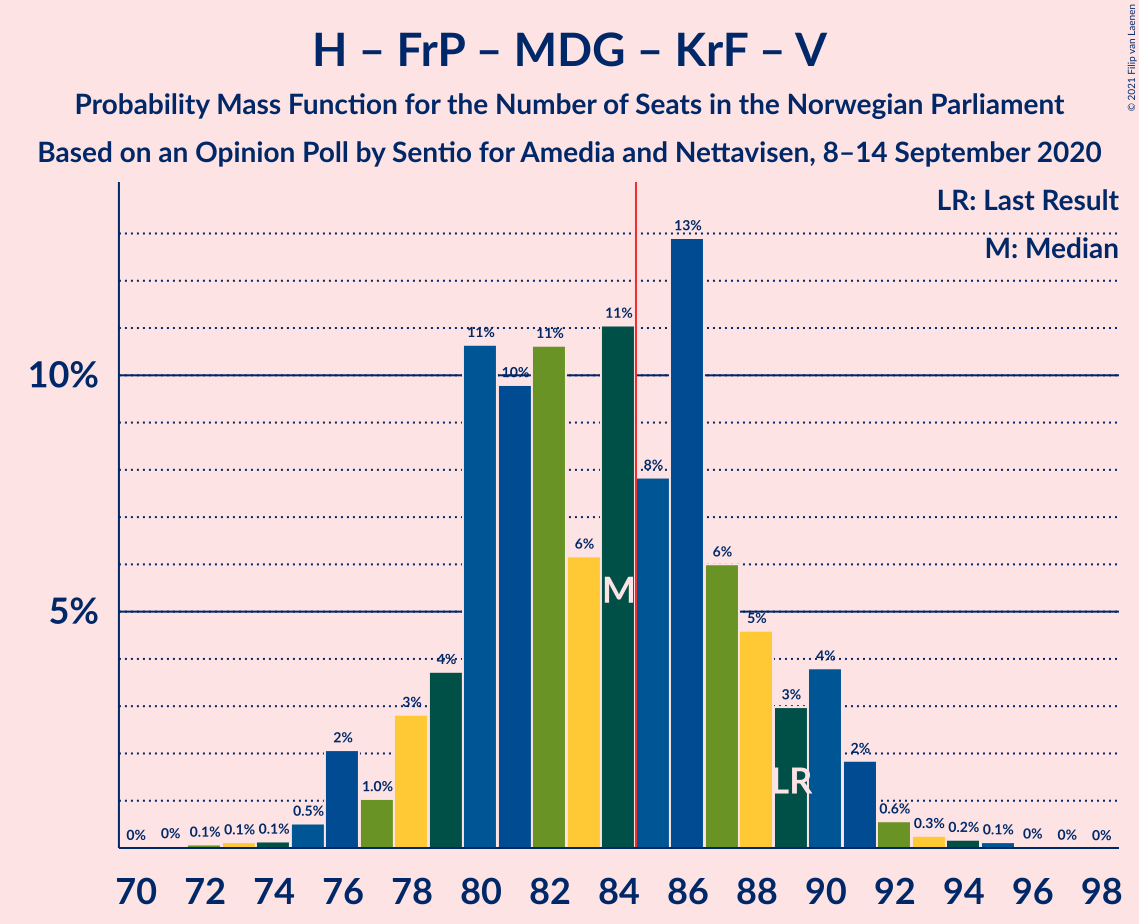 H – FrP – MDG – KrF – V
Probability Mass Function for the Number of Seats in the Norwegian Parliament
Based on an Opinion Poll by Sentio for Amedia and Nettavisen, 8–14 September 2020
© 2021 Filip van Laenen
LR: Last Result
M: Median
10%
5%
0% 0% 0.1% 0.1% 0.1% 0.5% 2% 1.0% 3% 4% 11% 10% 11% 6% 11% 8% 13% 6% 5% 3% 4% 2% 0.6% 0.3% 0.2% 0.1% 0% 0% 0%
M
LR
70 72 74 76 78 80 82 84 86 88 90 92 94 96 98